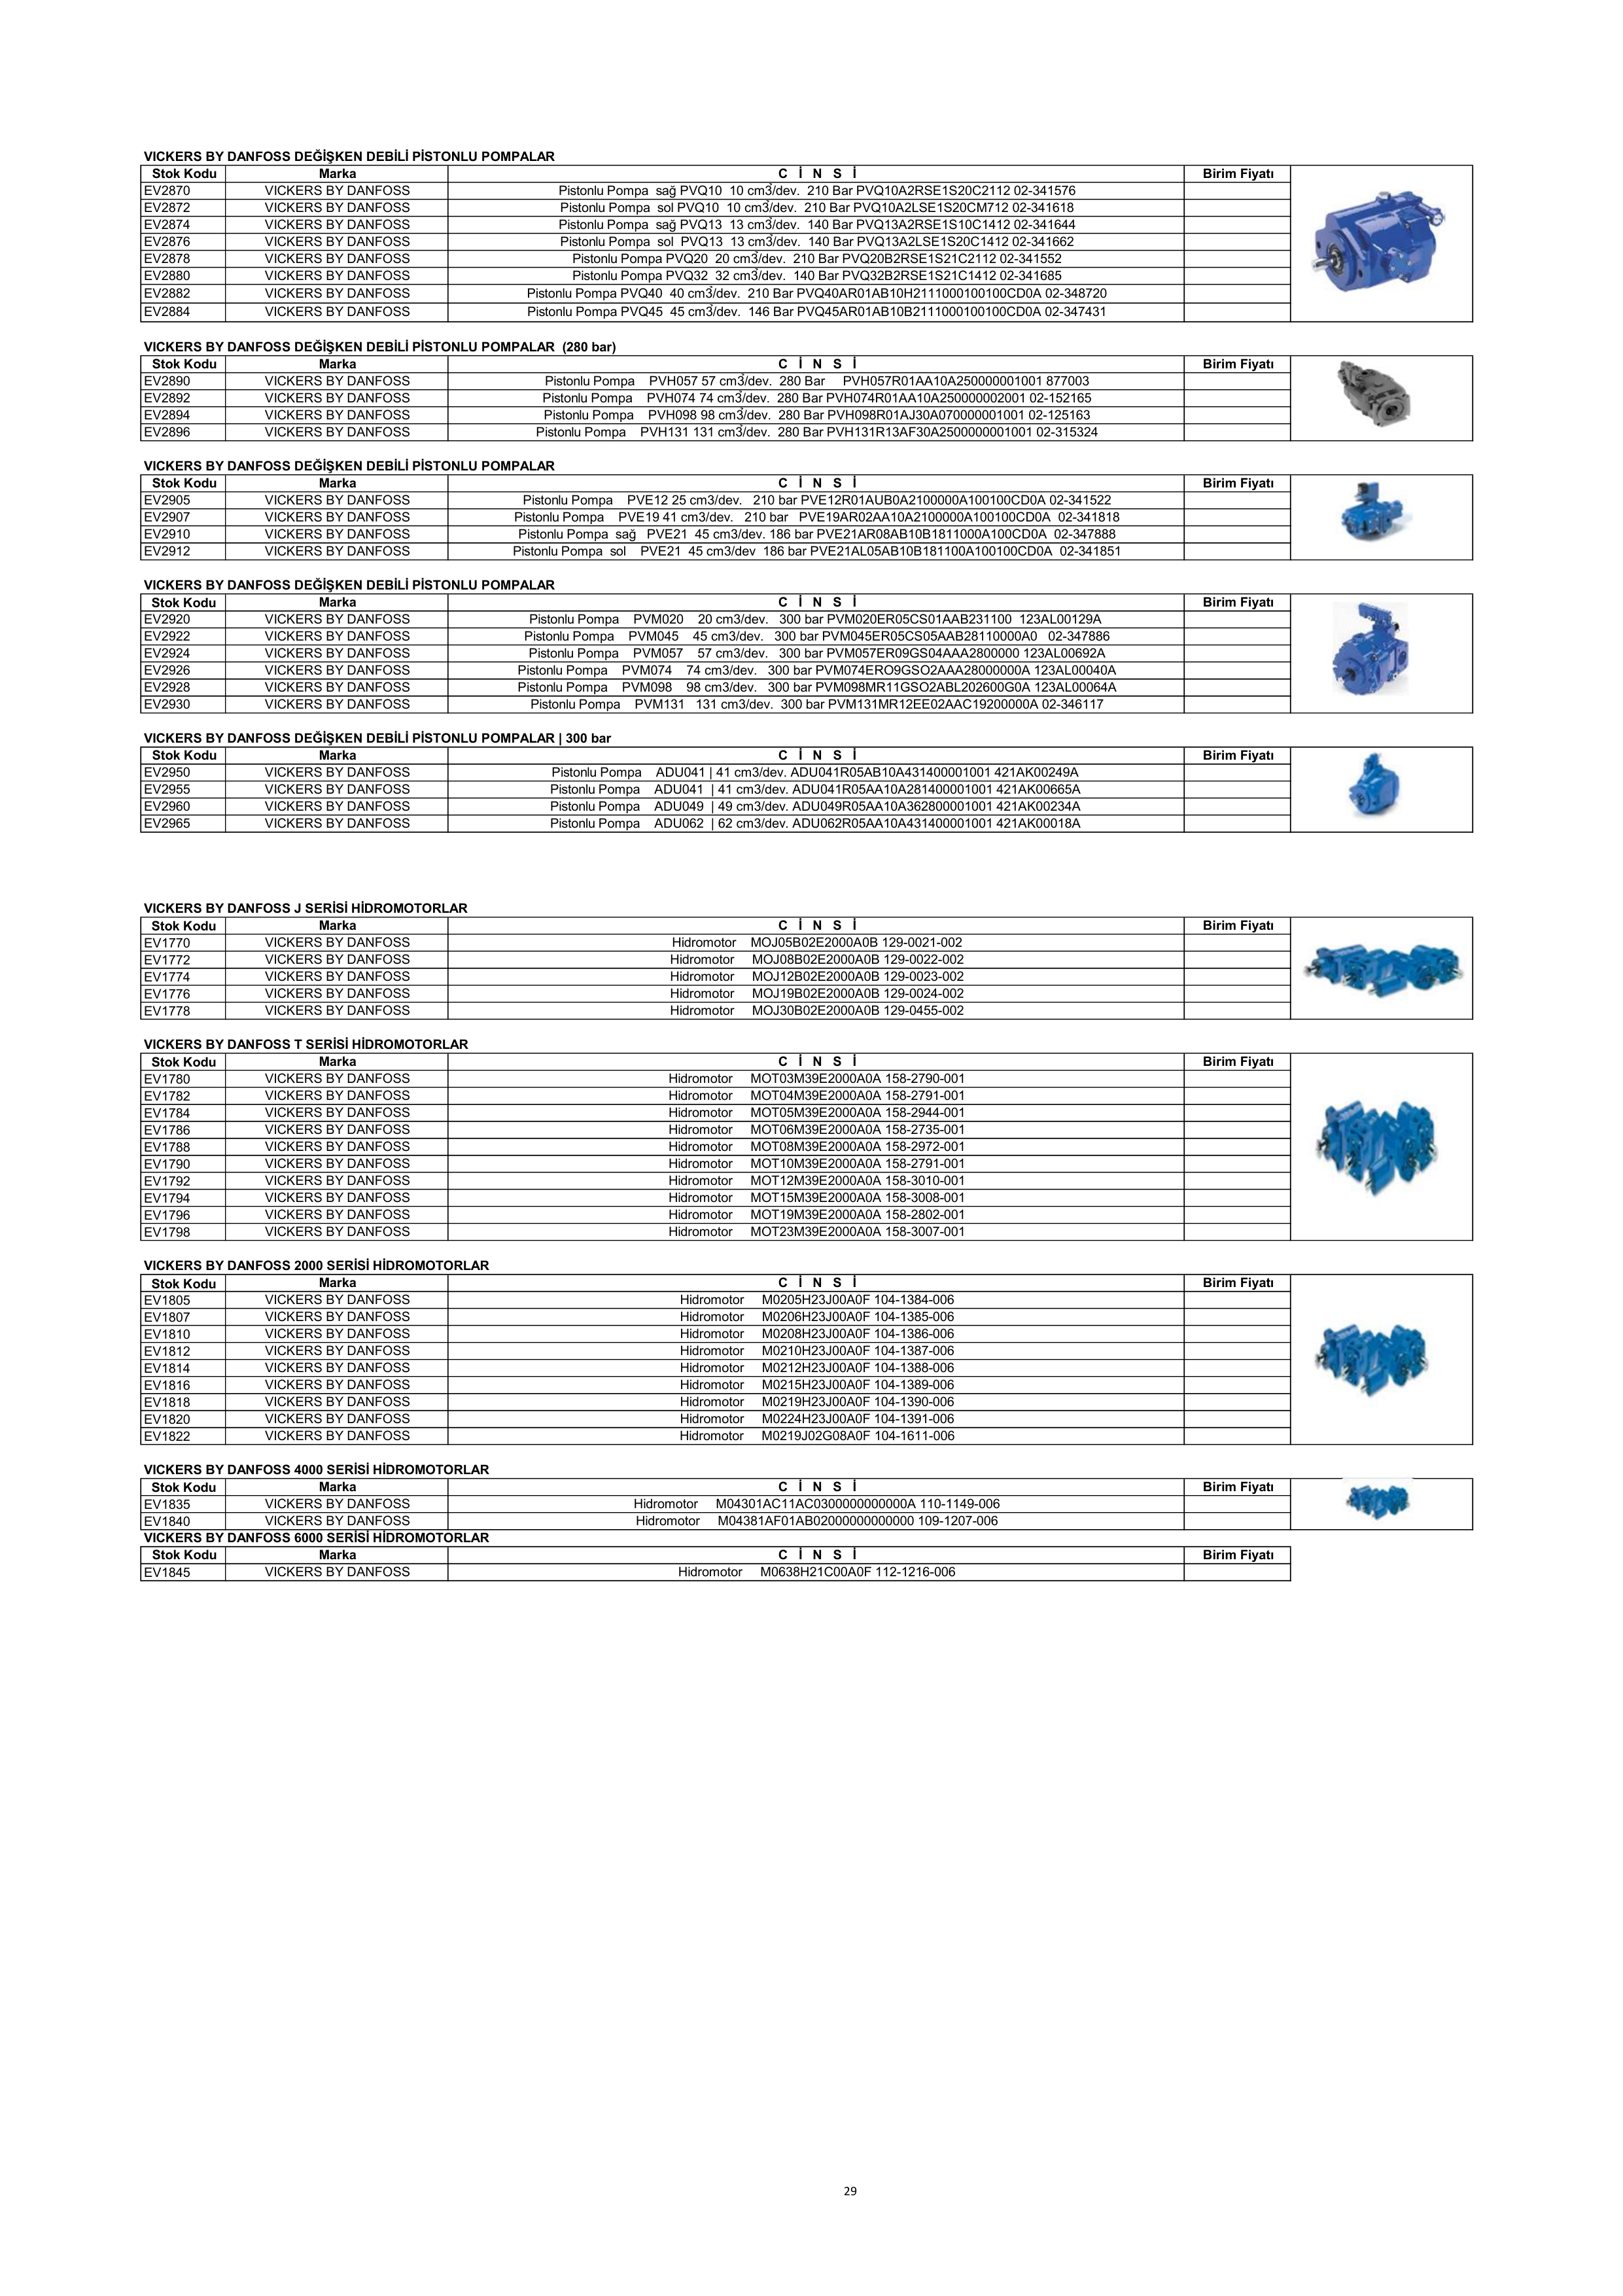 VICKERS BY DANFOSS DEĞİŞKEN DEBİLİ PİSTONLU POMPALAR
Stok Kodu Marka C İ N S İ Birim Fiyatı
EV2870 VICKERS BY DANFOSS Pistonlu Pompa sağ PVQ10 10 cm3/dev. 210 Bar PVQ10A2RSE1S20C2112 02-341576
EV2872 VICKERS BY DANFOSS Pistonlu Pompa sol PVQ10 10 cm3/dev. 210 Bar PVQ10A2LSE1S20CM712 02-341618
EV2874 VICKERS BY DANFOSS Pistonlu Pompa sağ PVQ13 13 cm3/dev. 140 Bar PVQ13A2RSE1S10C1412 02-341644
EV2876 VICKERS BY DANFOSS Pistonlu Pompa sol PVQ13 13 cm3/dev. 140 Bar PVQ13A2LSE1S20C1412 02-341662
EV2878 VICKERS BY DANFOSS Pistonlu Pompa PVQ20 20 cm3/dev. 210 Bar PVQ20B2RSE1S21C2112 02-341552
EV2880 VICKERS BY DANFOSS Pistonlu Pompa PVQ32 32 cm3/dev. 140 Bar PVQ32B2RSE1S21C1412 02-341685
EV2882 VICKERS BY DANFOSS Pistonlu Pompa PVQ40 40 cm3/dev. 210 Bar PVQ40AR01AB10H2111000100100CD0A 02-348720
EV2884 VICKERS BY DANFOSS Pistonlu Pompa PVQ45 45 cm3/dev. 146 Bar PVQ45AR01AB10B2111000100100CD0A 02-347431
VICKERS BY DANFOSS DEĞİŞKEN DEBİLİ PİSTONLU POMPALAR (280 bar)
Stok Kodu Marka C İ N S İ Birim Fiyatı
EV2890 VICKERS BY DANFOSS Pistonlu Pompa PVH057 57 cm3/dev. 280 Bar PVH057R01AA10A250000001001 877003
EV2892 VICKERS BY DANFOSS Pistonlu Pompa PVH074 74 cm3/dev. 280 Bar PVH074R01AA10A250000002001 02-152165
EV2894 VICKERS BY DANFOSS Pistonlu Pompa PVH098 98 cm3/dev. 280 Bar PVH098R01AJ30A070000001001 02-125163
EV2896 VICKERS BY DANFOSS Pistonlu Pompa PVH131 131 cm3/dev. 280 Bar PVH131R13AF30A2500000001001 02-315324
VICKERS BY DANFOSS DEĞİŞKEN DEBİLİ PİSTONLU POMPALAR
Stok Kodu Marka C İ N S İ Birim Fiyatı
EV2905 VICKERS BY DANFOSS Pistonlu Pompa PVE12 25 cm3/dev. 210 bar PVE12R01AUB0A2100000A100100CD0A 02-341522
EV2907 VICKERS BY DANFOSS Pistonlu Pompa PVE19 41 cm3/dev. 210 bar PVE19AR02AA10A2100000A100100CD0A 02-341818
EV2910 VICKERS BY DANFOSS Pistonlu Pompa sağ PVE21 45 cm3/dev. 186 bar PVE21AR08AB10B1811000A100CD0A 02-347888
EV2912 VICKERS BY DANFOSS Pistonlu Pompa sol PVE21 45 cm3/dev 186 bar PVE21AL05AB10B181100A100100CD0A 02-341851
VICKERS BY DANFOSS DEĞİŞKEN DEBİLİ PİSTONLU POMPALAR
Stok Kodu Marka C İ N S İ Birim Fiyatı
EV2920 VICKERS BY DANFOSS Pistonlu Pompa PVM020 20 cm3/dev. 300 bar PVM020ER05CS01AAB231100 123AL00129A
EV2922 VICKERS BY DANFOSS Pistonlu Pompa PVM045 45 cm3/dev. 300 bar PVM045ER05CS05AAB28110000A0 02-347886
EV2924 VICKERS BY DANFOSS Pistonlu Pompa PVM057 57 cm3/dev. 300 bar PVM057ER09GS04AAA2800000 123AL00692A
EV2926 VICKERS BY DANFOSS Pistonlu Pompa PVM074 74 cm3/dev. 300 bar PVM074ERO9GSO2AAA28000000A 123AL00040A
EV2928 VICKERS BY DANFOSS Pistonlu Pompa PVM098 98 cm3/dev. 300 bar PVM098MR11GSO2ABL202600G0A 123AL00064A
EV2930 VICKERS BY DANFOSS Pistonlu Pompa PVM131 131 cm3/dev. 300 bar PVM131MR12EE02AAC19200000A 02-346117
VICKERS BY DANFOSS DEĞİŞKEN DEBİLİ PİSTONLU POMPALAR | 300 bar
Stok Kodu Marka C İ N S İ Birim Fiyatı
EV2950 VICKERS BY DANFOSS Pistonlu Pompa ADU041 | 41 cm3/dev. ADU041R05AB10A431400001001 421AK00249A
EV2955 VICKERS BY DANFOSS Pistonlu Pompa ADU041 | 41 cm3/dev. ADU041R05AA10A281400001001 421AK00665A
EV2960 VICKERS BY DANFOSS Pistonlu Pompa ADU049 | 49 cm3/dev. ADU049R05AA10A362800001001 421AK00234A
EV2965 VICKERS BY DANFOSS Pistonlu Pompa ADU062 | 62 cm3/dev. ADU062R05AA10A431400001001 421AK00018A
VICKERS BY DANFOSS J SERİSİ HİDROMOTORLAR
Stok Kodu Marka C İ N S İ Birim Fiyatı
EV1770 VICKERS BY DANFOSS Hidromotor MOJ05B02E2000A0B 129-0021-002
EV1772 VICKERS BY DANFOSS Hidromotor MOJ08B02E2000A0B 129-0022-002
EV1774 VICKERS BY DANFOSS Hidromotor MOJ12B02E2000A0B 129-0023-002
EV1776 VICKERS BY DANFOSS Hidromotor MOJ19B02E2000A0B 129-0024-002
EV1778 VICKERS BY DANFOSS Hidromotor MOJ30B02E2000A0B 129-0455-002
VICKERS BY DANFOSS T SERİSİ HİDROMOTORLAR
Stok Kodu Marka C İ N S İ Birim Fiyatı
EV1780 VICKERS BY DANFOSS Hidromotor MOT03M39E2000A0A 158-2790-001
EV1782 VICKERS BY DANFOSS Hidromotor MOT04M39E2000A0A 158-2791-001
EV1784 VICKERS BY DANFOSS Hidromotor MOT05M39E2000A0A 158-2944-001
EV1786 VICKERS BY DANFOSS Hidromotor MOT06M39E2000A0A 158-2735-001
EV1788 VICKERS BY DANFOSS Hidromotor MOT08M39E2000A0A 158-2972-001
EV1790 VICKERS BY DANFOSS Hidromotor MOT10M39E2000A0A 158-2791-001
EV1792 VICKERS BY DANFOSS Hidromotor MOT12M39E2000A0A 158-3010-001
EV1794 VICKERS BY DANFOSS Hidromotor MOT15M39E2000A0A 158-3008-001
EV1796 VICKERS BY DANFOSS Hidromotor MOT19M39E2000A0A 158-2802-001
EV1798 VICKERS BY DANFOSS Hidromotor MOT23M39E2000A0A 158-3007-001
VICKERS BY DANFOSS 2000 SERİSİ HİDROMOTORLAR
Stok Kodu Marka C İ N S İ Birim Fiyatı
EV1805 VICKERS BY DANFOSS Hidromotor M0205H23J00A0F 104-1384-006
EV1807 VICKERS BY DANFOSS Hidromotor M0206H23J00A0F 104-1385-006
EV1810 VICKERS BY DANFOSS Hidromotor M0208H23J00A0F 104-1386-006
EV1812 VICKERS BY DANFOSS Hidromotor M0210H23J00A0F 104-1387-006
EV1814 VICKERS BY DANFOSS Hidromotor M0212H23J00A0F 104-1388-006
EV1816 VICKERS BY DANFOSS Hidromotor M0215H23J00A0F 104-1389-006
EV1818 VICKERS BY DANFOSS Hidromotor M0219H23J00A0F 104-1390-006
EV1820 VICKERS BY DANFOSS Hidromotor M0224H23J00A0F 104-1391-006
EV1822 VICKERS BY DANFOSS Hidromotor M0219J02G08A0F 104-1611-006
VICKERS BY DANFOSS 4000 SERİSİ HİDROMOTORLAR
Stok Kodu Marka C İ N S İ Birim Fiyatı
EV1835 VICKERS BY DANFOSS Hidromotor M04301AC11AC0300000000000A 110-1149-006
EV1840 VICKERS BY DANFOSS Hidromotor M04381AF01AB02000000000000 109-1207-006
VICKERS BY DANFOSS 6000 SERİSİ HİDROMOTORLAR
Stok Kodu Marka C İ N S İ Birim Fiyatı
EV1845 VICKERS BY DANFOSS Hidromotor M0638H21C00A0F 112-1216-006
29